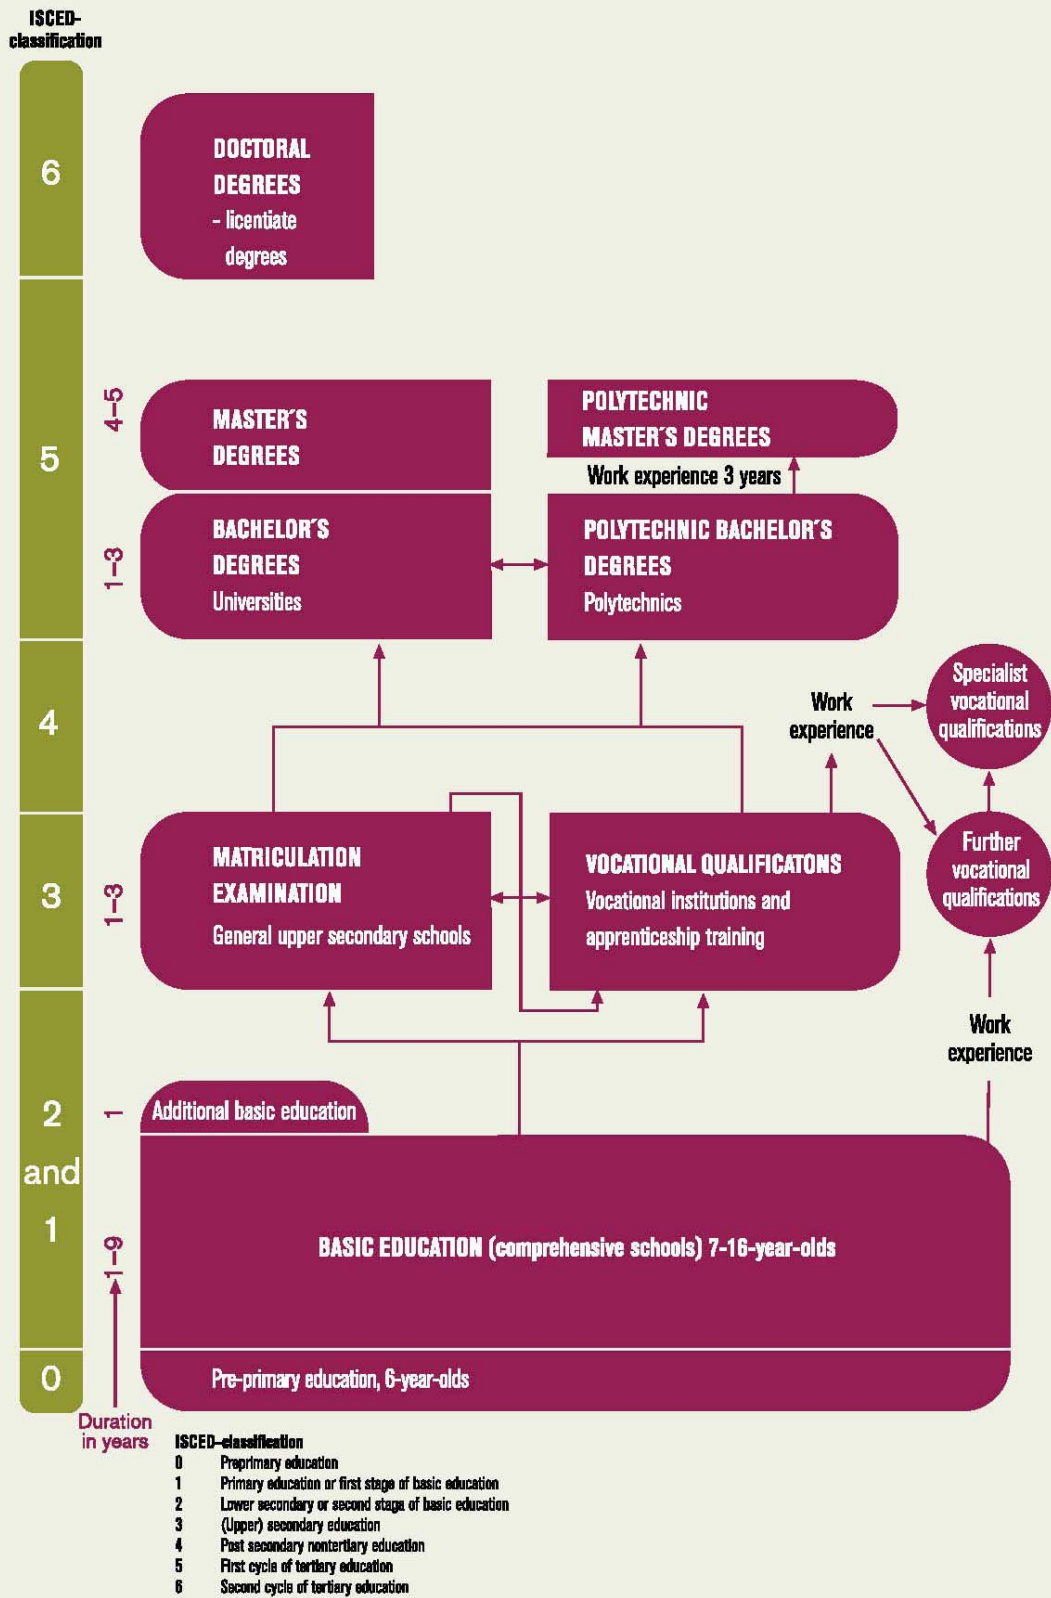 ISCED-
classification
6
DOCTORAL
DEGREES
- licentiate
degrees
5
4–5
MASTER´S
DEGREES
POLYTECHNIC
MASTER´S DEGREES
Work experience 3 years
1–3
BACHELOR´S
DEGREES
Universities
POLYTECHNIC BACHELOR´S
DEGREES
Polytechnics
4
Work
experience
Specialist
vocational
qualifications
3
1–3
MATRICULATION
EXAMINATION
General upper secondary schools
VOCATIONAL QUALIFICATONS
Vocational institutions and
apprenticeship training
Further
vocational
qualifications
Work
experience
2
and
1
1
Additional basic education
1–9
BASIC EDUCATION (comprehensive schools) 7-16-year-olds
0
Pre-primary education, 6-year-olds
Duration
in years
ISCED-classification
0 Preprimary education
1 Primary education or first stage of basic education
2 Lower secondary or second stage of basic education
3 (Upper) secondary education
4 Post secondary nontertiary education
5 First cycle of tertiary education
6 Second cycle of tertiary education